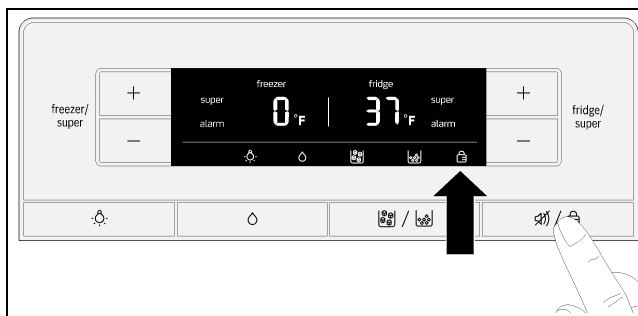 freezer
fridge
super
0°F
37°F
super
alarm
alarm
freezer/
super
+
−
+
−
fridge/
super
/
/